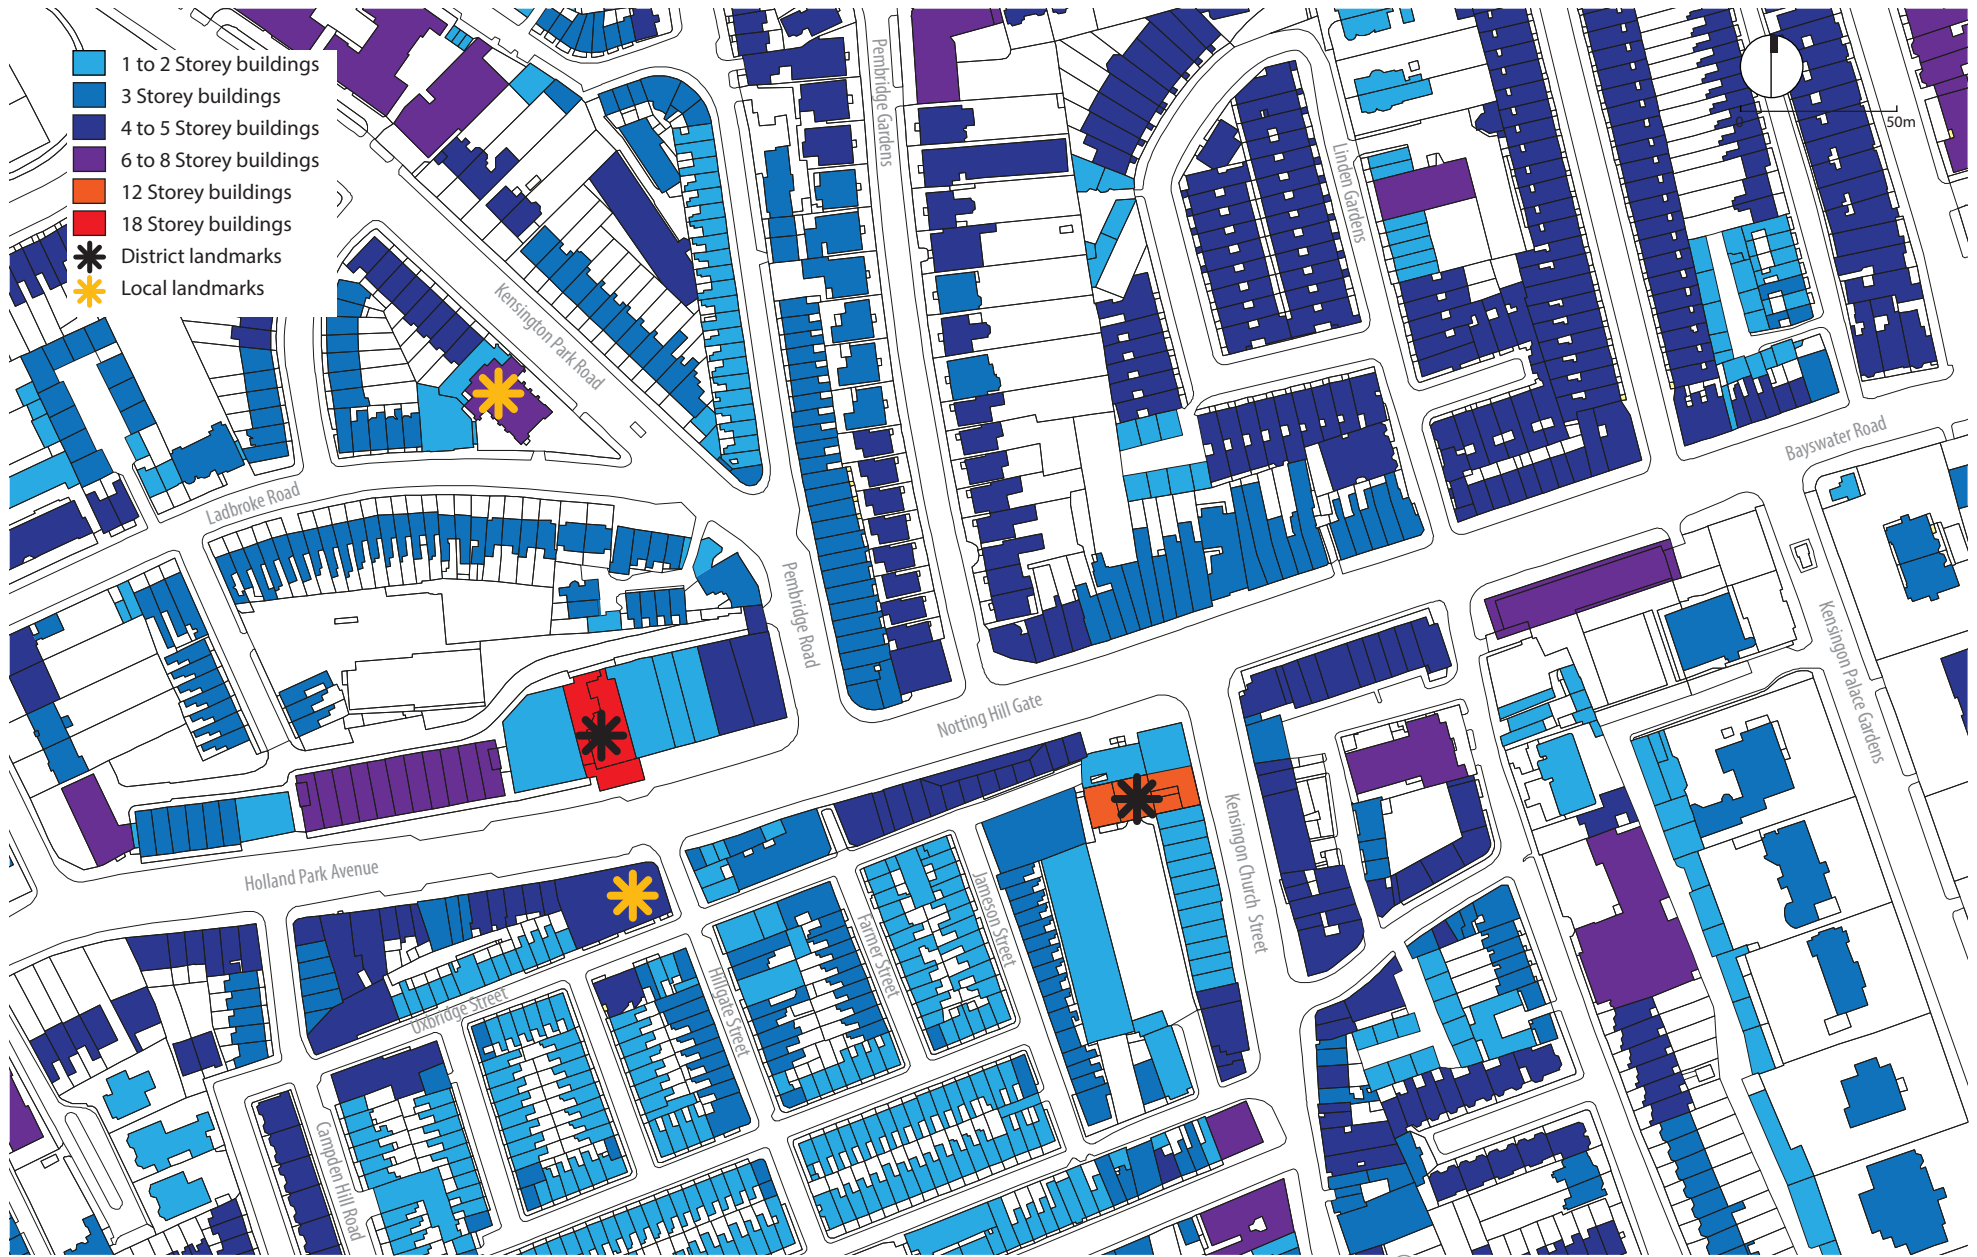 1 to 2 Storey buildings
3 Storey buildings
4 to 5 Storey buildings
6 to 8 Storey buildings
12 Storey buildings
18 Storey buildings
District landmarks
Local landmarks
0
50m
Pembridge Gardens
Linden Gardens
Kensington Park Road
Ladbroke Road
Bayswater Road
Pembridge Road
Kensingon Palace Gardens
Notting Hill Gate
Holland Park Avenue
Kensingon Church Street
Jameson Street
Farmer Street
Hillgate Street
Uxbridge Street
Campden Hill Road